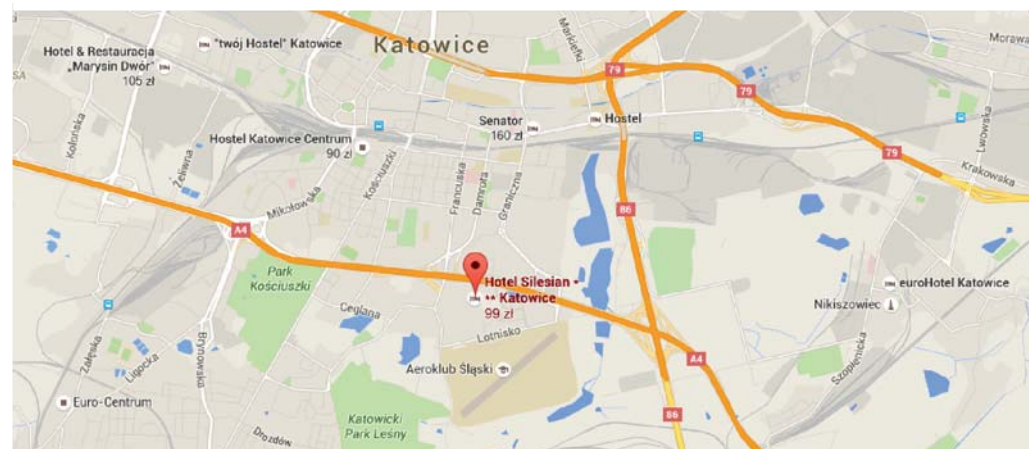 "twój Hostel" Katowice
Katowice
Mariackiej
Morawa
Hotel & Restauracja
„Marysin Dwór"
105 zł
79
79
Kolońska
Żeliwna
Hostel Katowice Centrum
90 zł
Kościuszki
Senator
160 zł
Hostel
Lwowska
79
Krakowska
Mikołowska
Francuska
Damrota
Graniczna
A4
86
Park
Kościuszki
Hotel Silesian *
** Katowice
99 zł
euroHotel Katowice
Nikiszowiec
Ceglana
Lotnisko
Załęska
Ligocka
Brynowska
Aeroklub Śląski
A4
Szopienicka
Euro-Centrum
Katowicki
Park Leśny
86
Drozdów